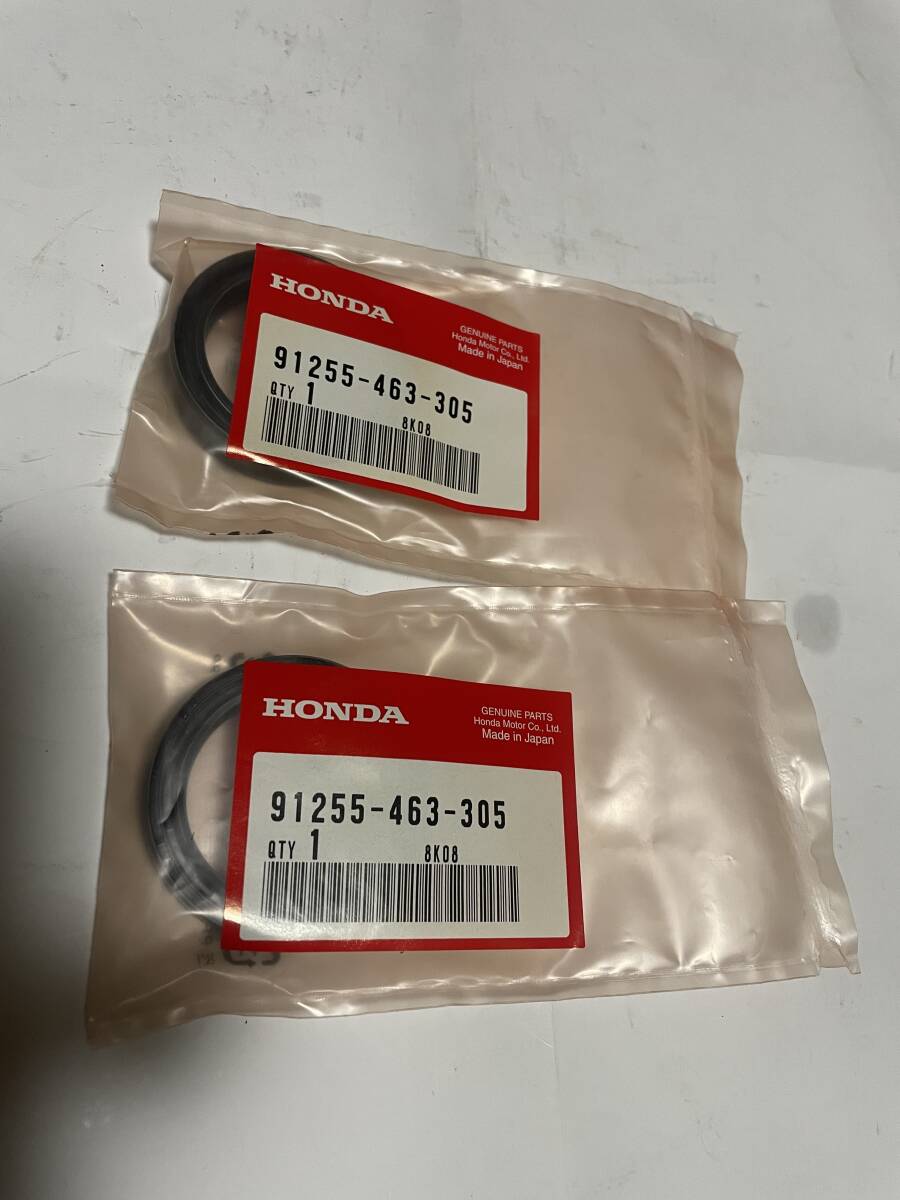 HONDA
GENUINE PARTS
Honda Motor Co., Ltd.
Made in Japan
91255-463-305
QTY 1 8K08
HONDA
GENUINE PARTS
Honda Motor Co., Ltd.
Made in Japan
91255-463-305
QTY 1 8K08